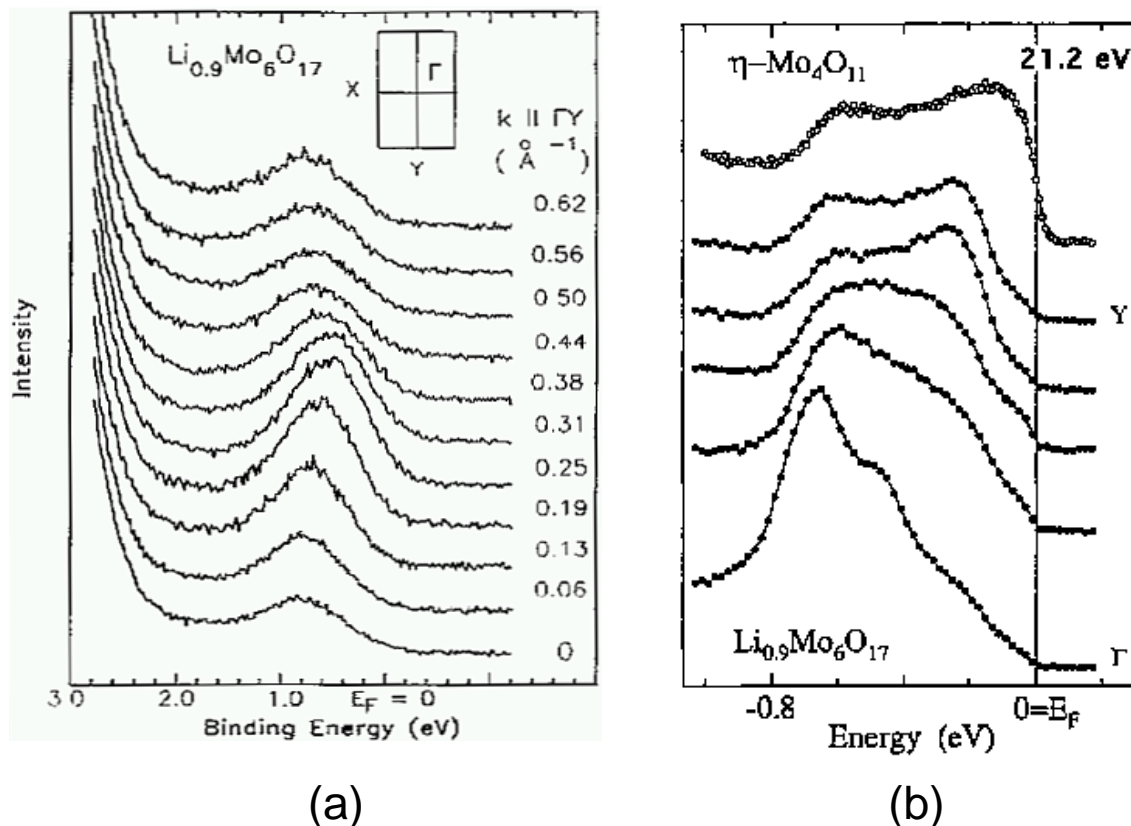 Li0.9Mo6O17
Γ
X
Y
k || ΓY
( Å −1 )
0.62
0.56
0.50
0.44
0.38
0.31
0.25
0.19
0.13
0.06
0
Intensity
3.0 2.0 1.0 EF = 0
Binding Energy (eV)
(a)
η−Mo4O11
21.2 eV
Y
Li0.9Mo6O17
Γ
-0.8 0=EF
Energy (eV)
(b)